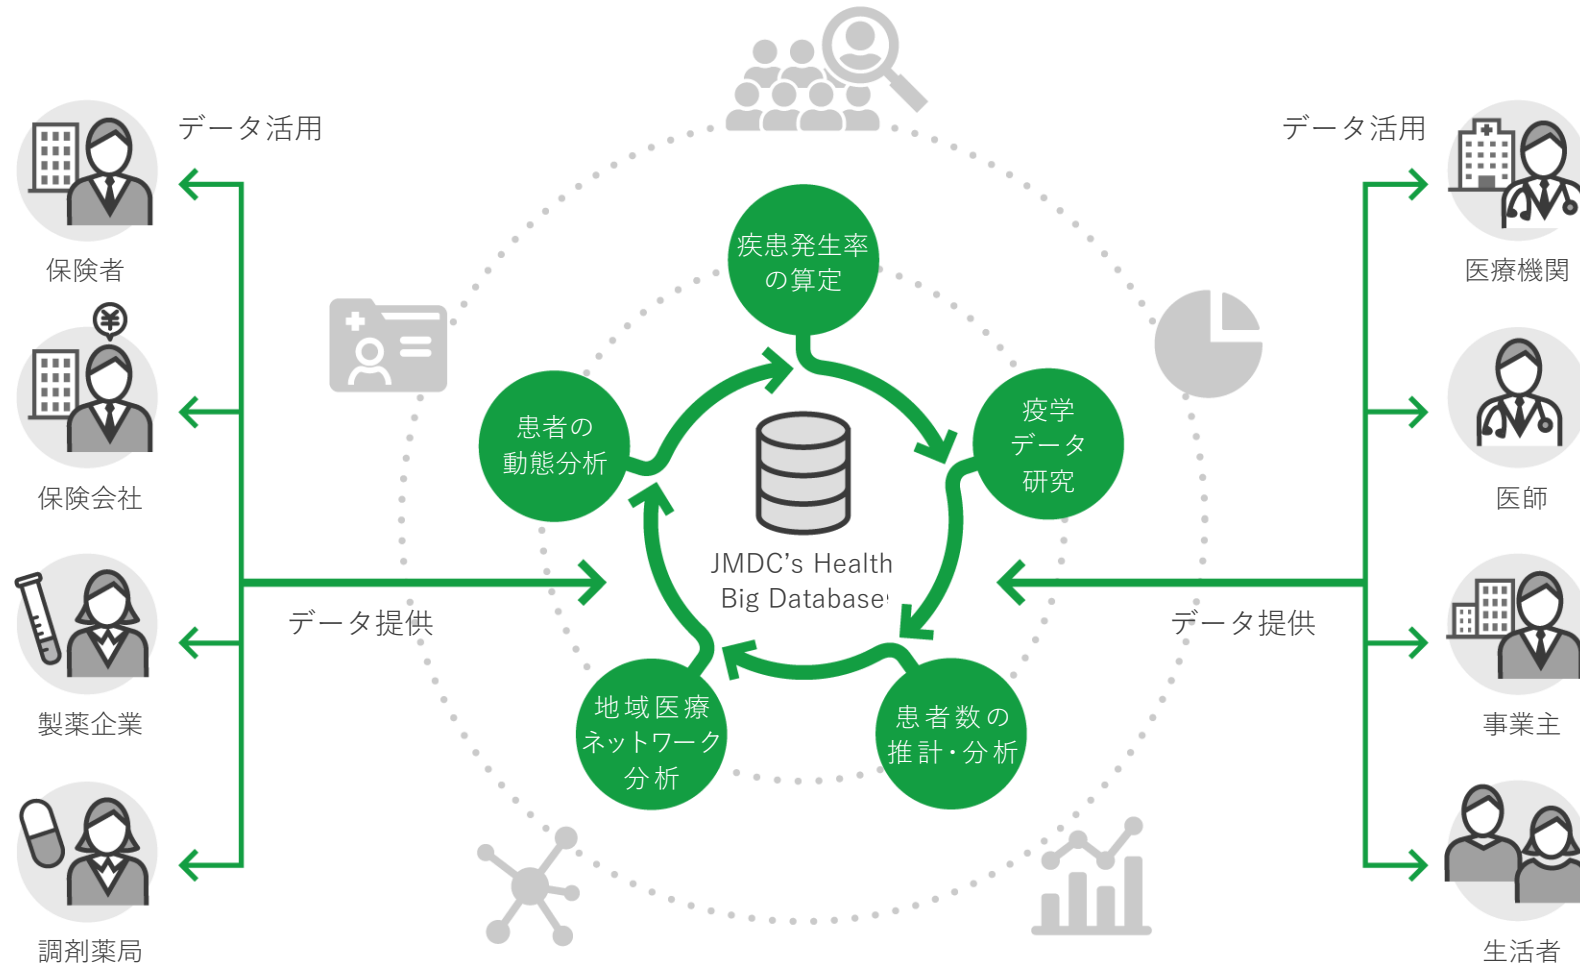 データ活用
保険者
保険会社
製薬企業
調剤薬局
データ提供
疾患発生率
の算定
患者の
動態分析
疫学
データ
研究
JMDC's Health
Big Database
地域医療
ネットワーク
分析
患者数の
推計・分析
データ提供
データ活用
医療機関
医師
事業主
生活者
¥